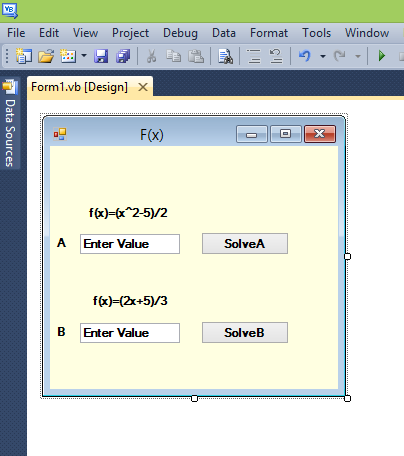 VB
File Edit View Project Debug Data Format Tools Window
Form1.vb [Design]
Data Sources
F(x)
f(x)=(x^2-5)/2
A Enter Value SolveA
f(x)=(2x+5)/3
B Enter Value SolveB